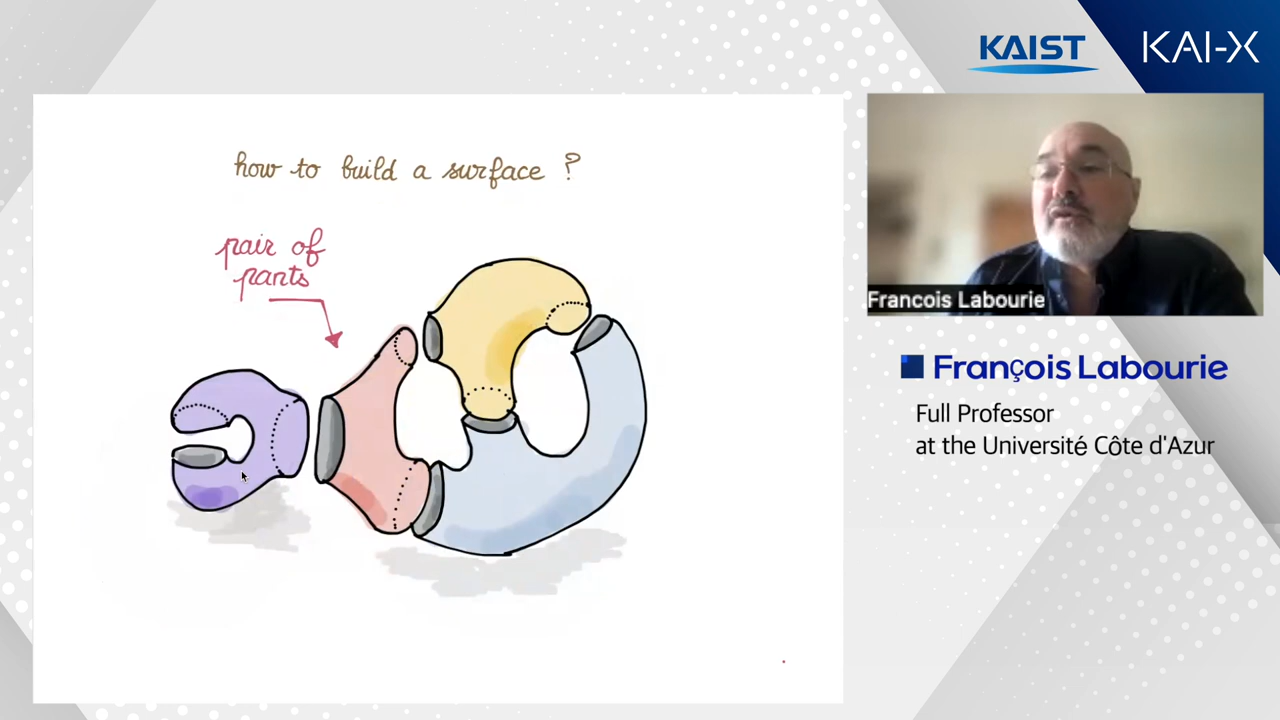 KAIST
KAI-X
how to build a surface ?
pair of
pants
Francois Labourie
François Labourie
Full Professor
at the Université Côte d'Azur